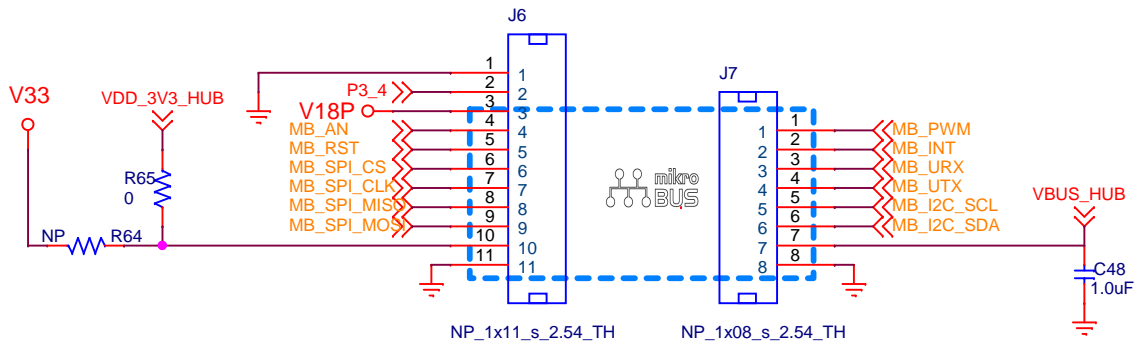 J6
J7
V33
VDD_3V3_HUB
P3_4
V18P
MB_AN
MB_RST
MB_SPI_CS
MB_SPI_CLK
MB_SPI_MISO
MB_SPI_MOSI
1
2
3
4
5
6
7
8
9
10
11
1
2
3
4
5
6
7
8
9
10
11
R65
0
NP
R64
mikro
BUS
1
2
3
4
5
6
7
8
1
2
3
4
5
6
7
8
MB_PWM
MB_INT
MB_URX
MB_UTX
MB_I2C_SCL
MB_I2C_SDA
VBUS_HUB
C48
1.0uF
NP_1x11_s_2.54_TH
NP_1x08_s_2.54_TH